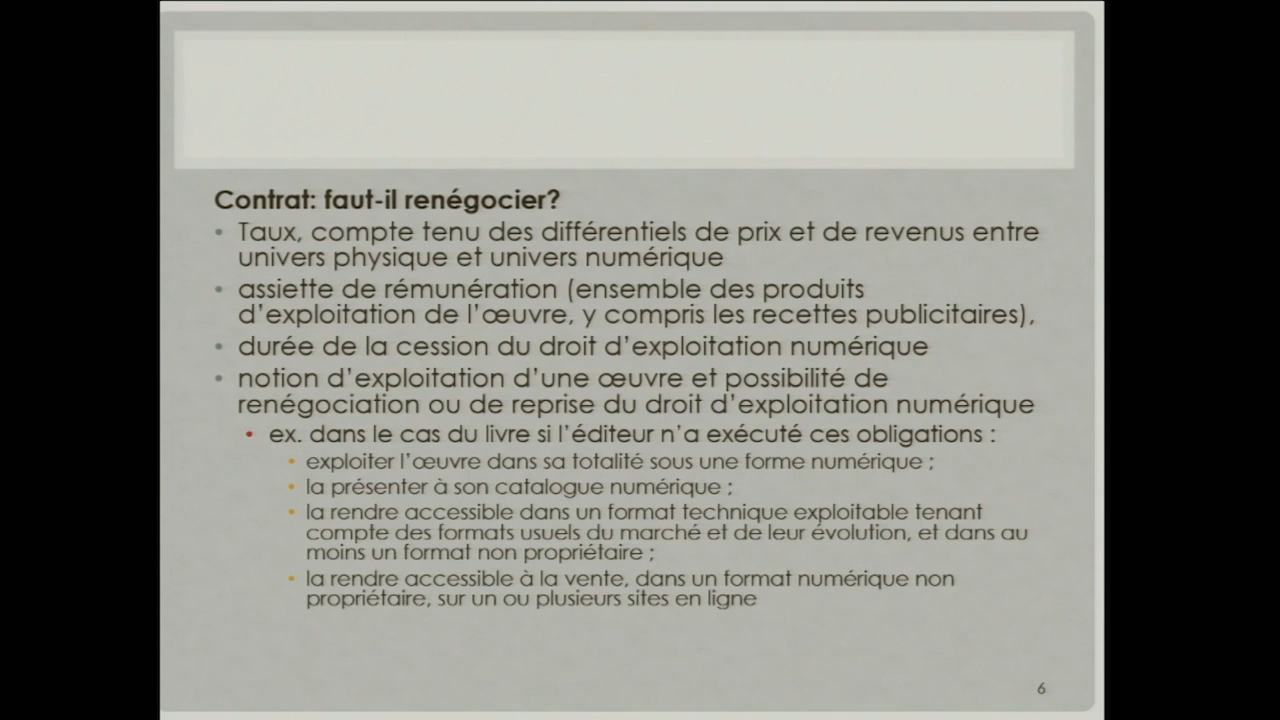 Contrat: faut-il renégocier?
• Taux, compte tenu des différentiels de prix et de revenus entre
univers physique et univers numérique
• assiette de rémunération (ensemble des produits
d’exploitation de l’œuvre, y compris les recettes publicitaires),
• durée de la cession du droit d’exploitation numérique
• notion d’exploitation d’une œuvre et possibilité de
renégociation ou de reprise du droit d’exploitation numérique
• ex. dans le cas du livre si l’éditeur n’a exécuté ces obligations :
• exploiter l’œuvre dans sa totalité sous une forme numérique ;
• la présenter à son catalogue numérique ;
• la rendre accessible dans un format technique exploitable tenant
compte des formats usuels du marché et de leur évolution, et dans au
moins un format non propriétaire ;
• la rendre accessible à la vente, dans un format numérique non
propriétaire, sur un ou plusieurs sites en ligne
6